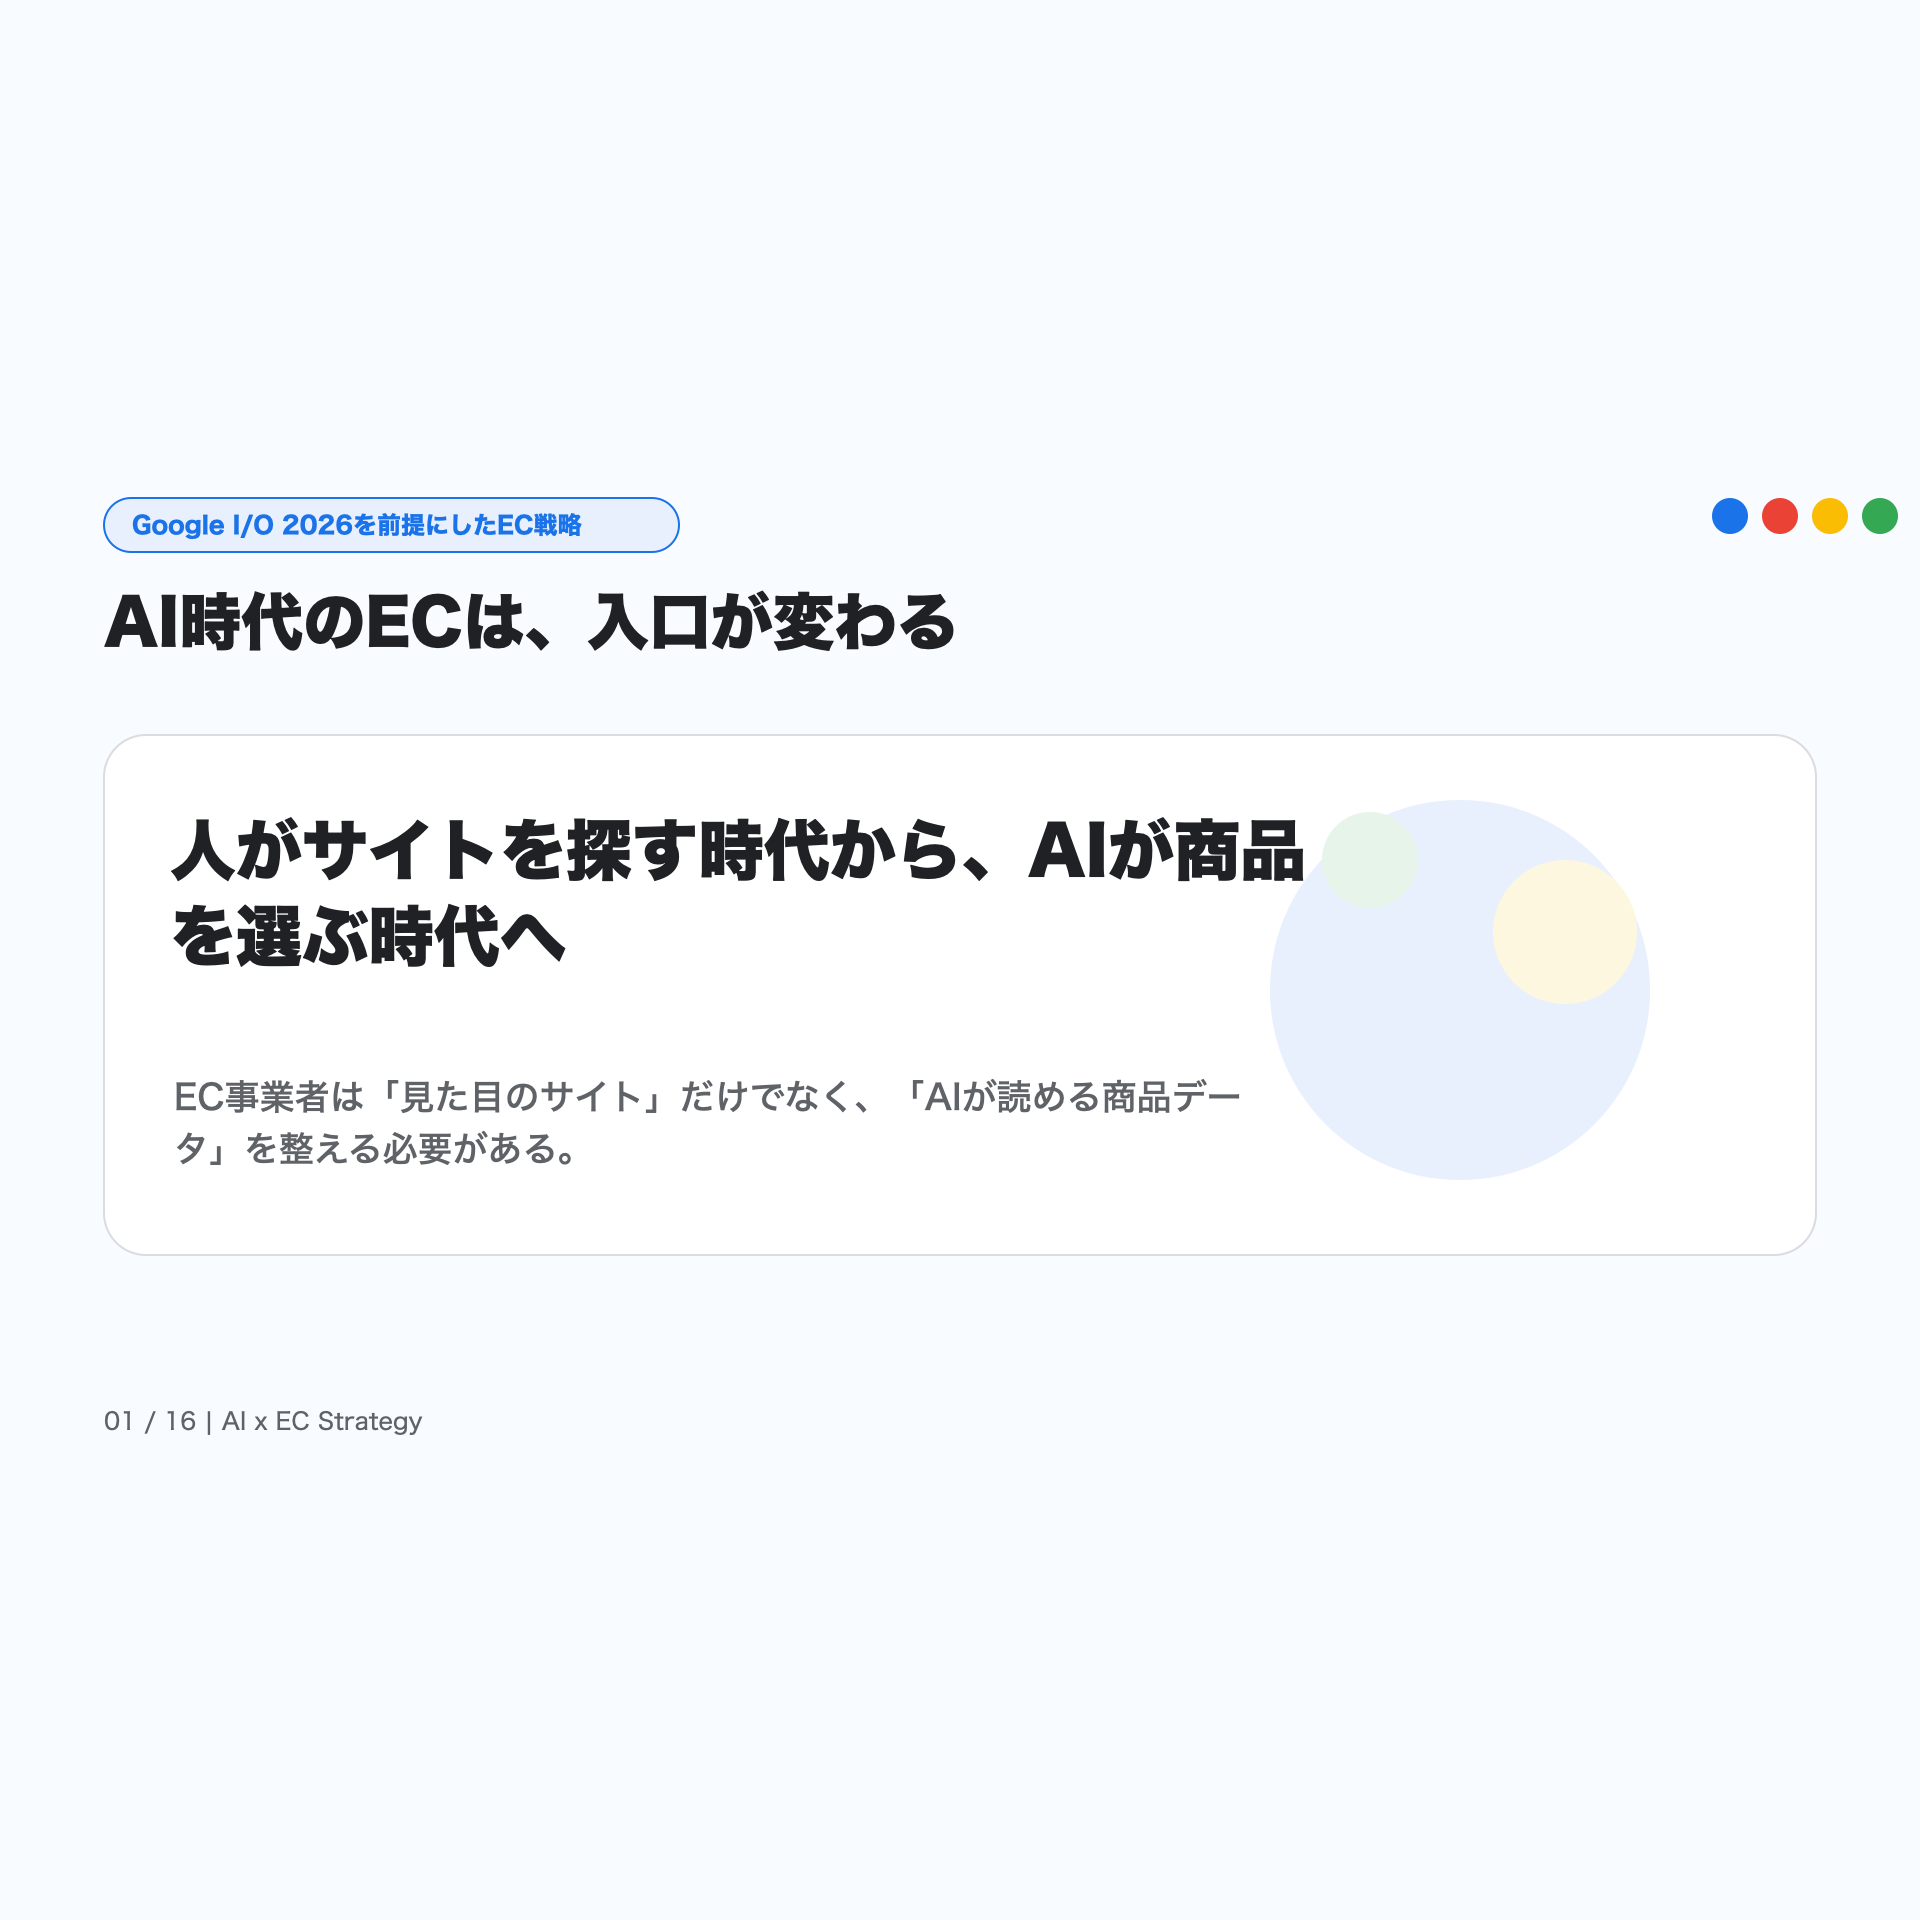 Google I/O 2026を前提にしたEC戦略
AI時代のECは、入口が変わる
人がサイトを探す時代から、AIが商品
を選ぶ時代へ
EC事業者は「見た目のサイト」だけでなく、「AIが読める商品デー
タ」を整える必要がある。
01 / 16 | AI x EC Strategy